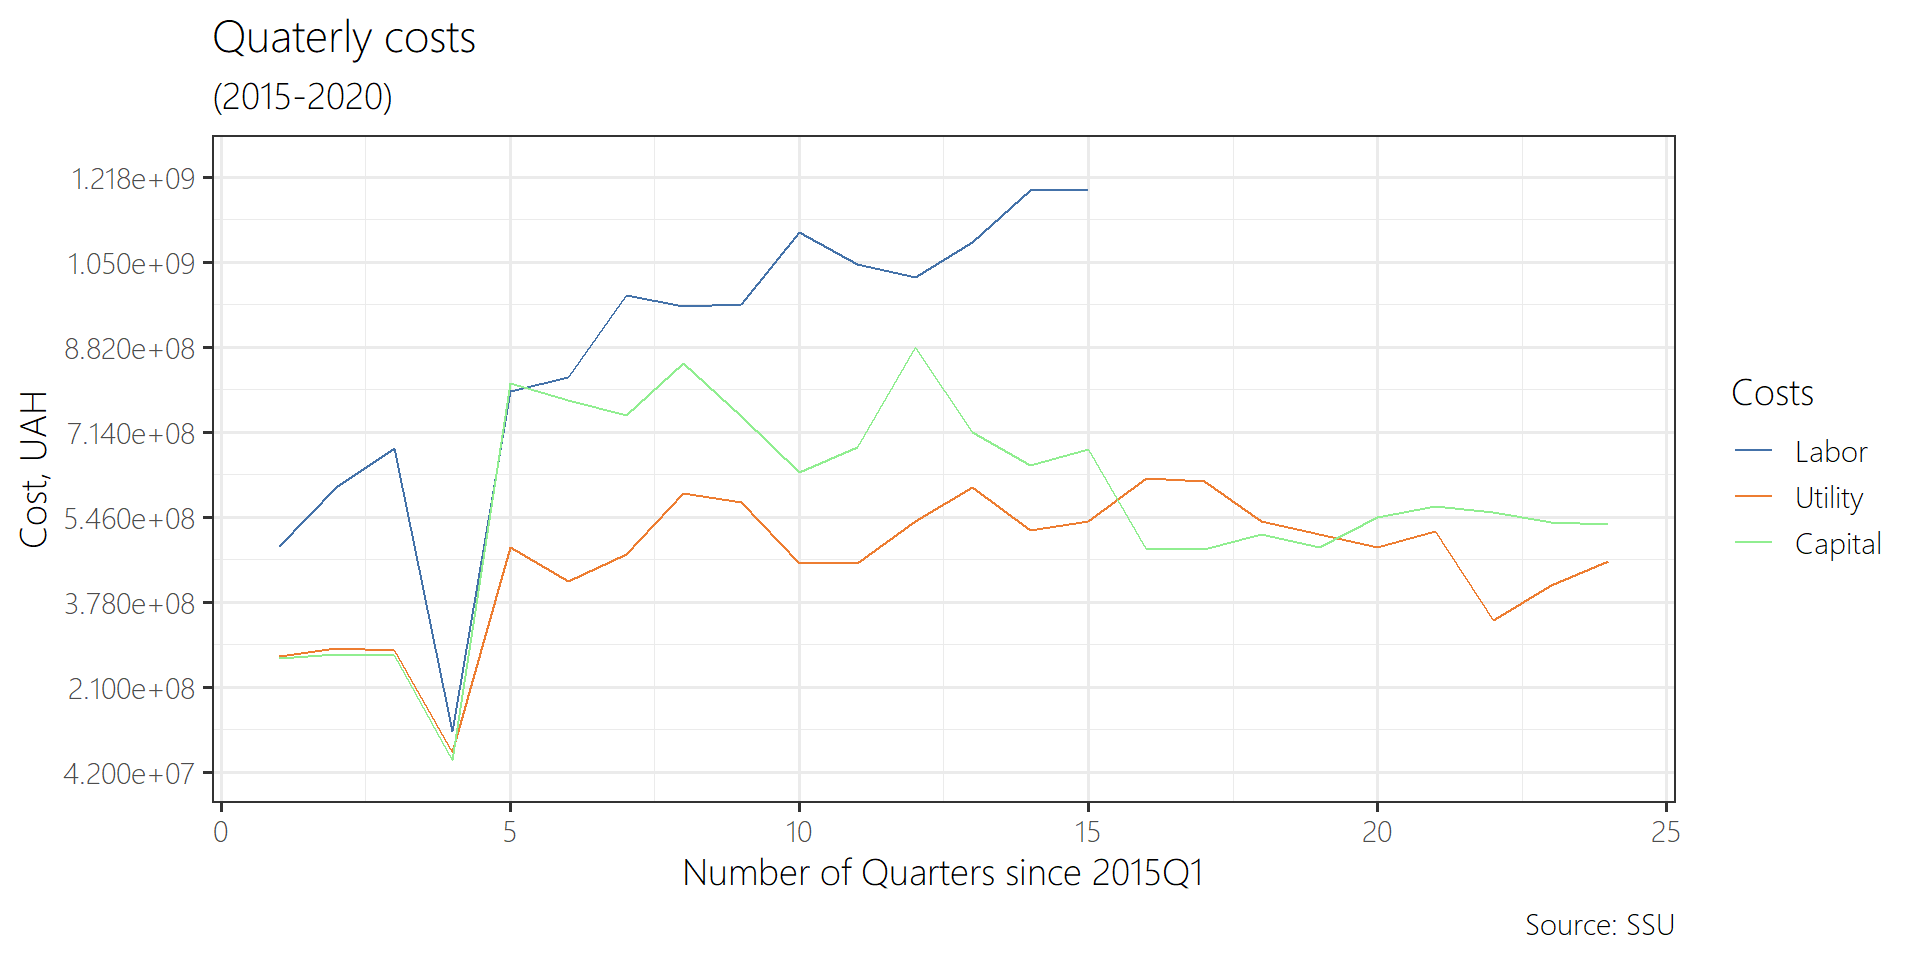 Quaterly costs
(2015-2020)
1.218e+09
1.050e+09
8.820e+08
7.140e+08
5.460e+08
3.780e+08
2.100e+08
4.200e+07
Cost, UAH
0 5 10 15 20 25
Number of Quarters since 2015Q1
Costs
Labor
Utility
Capital
Source: SSU